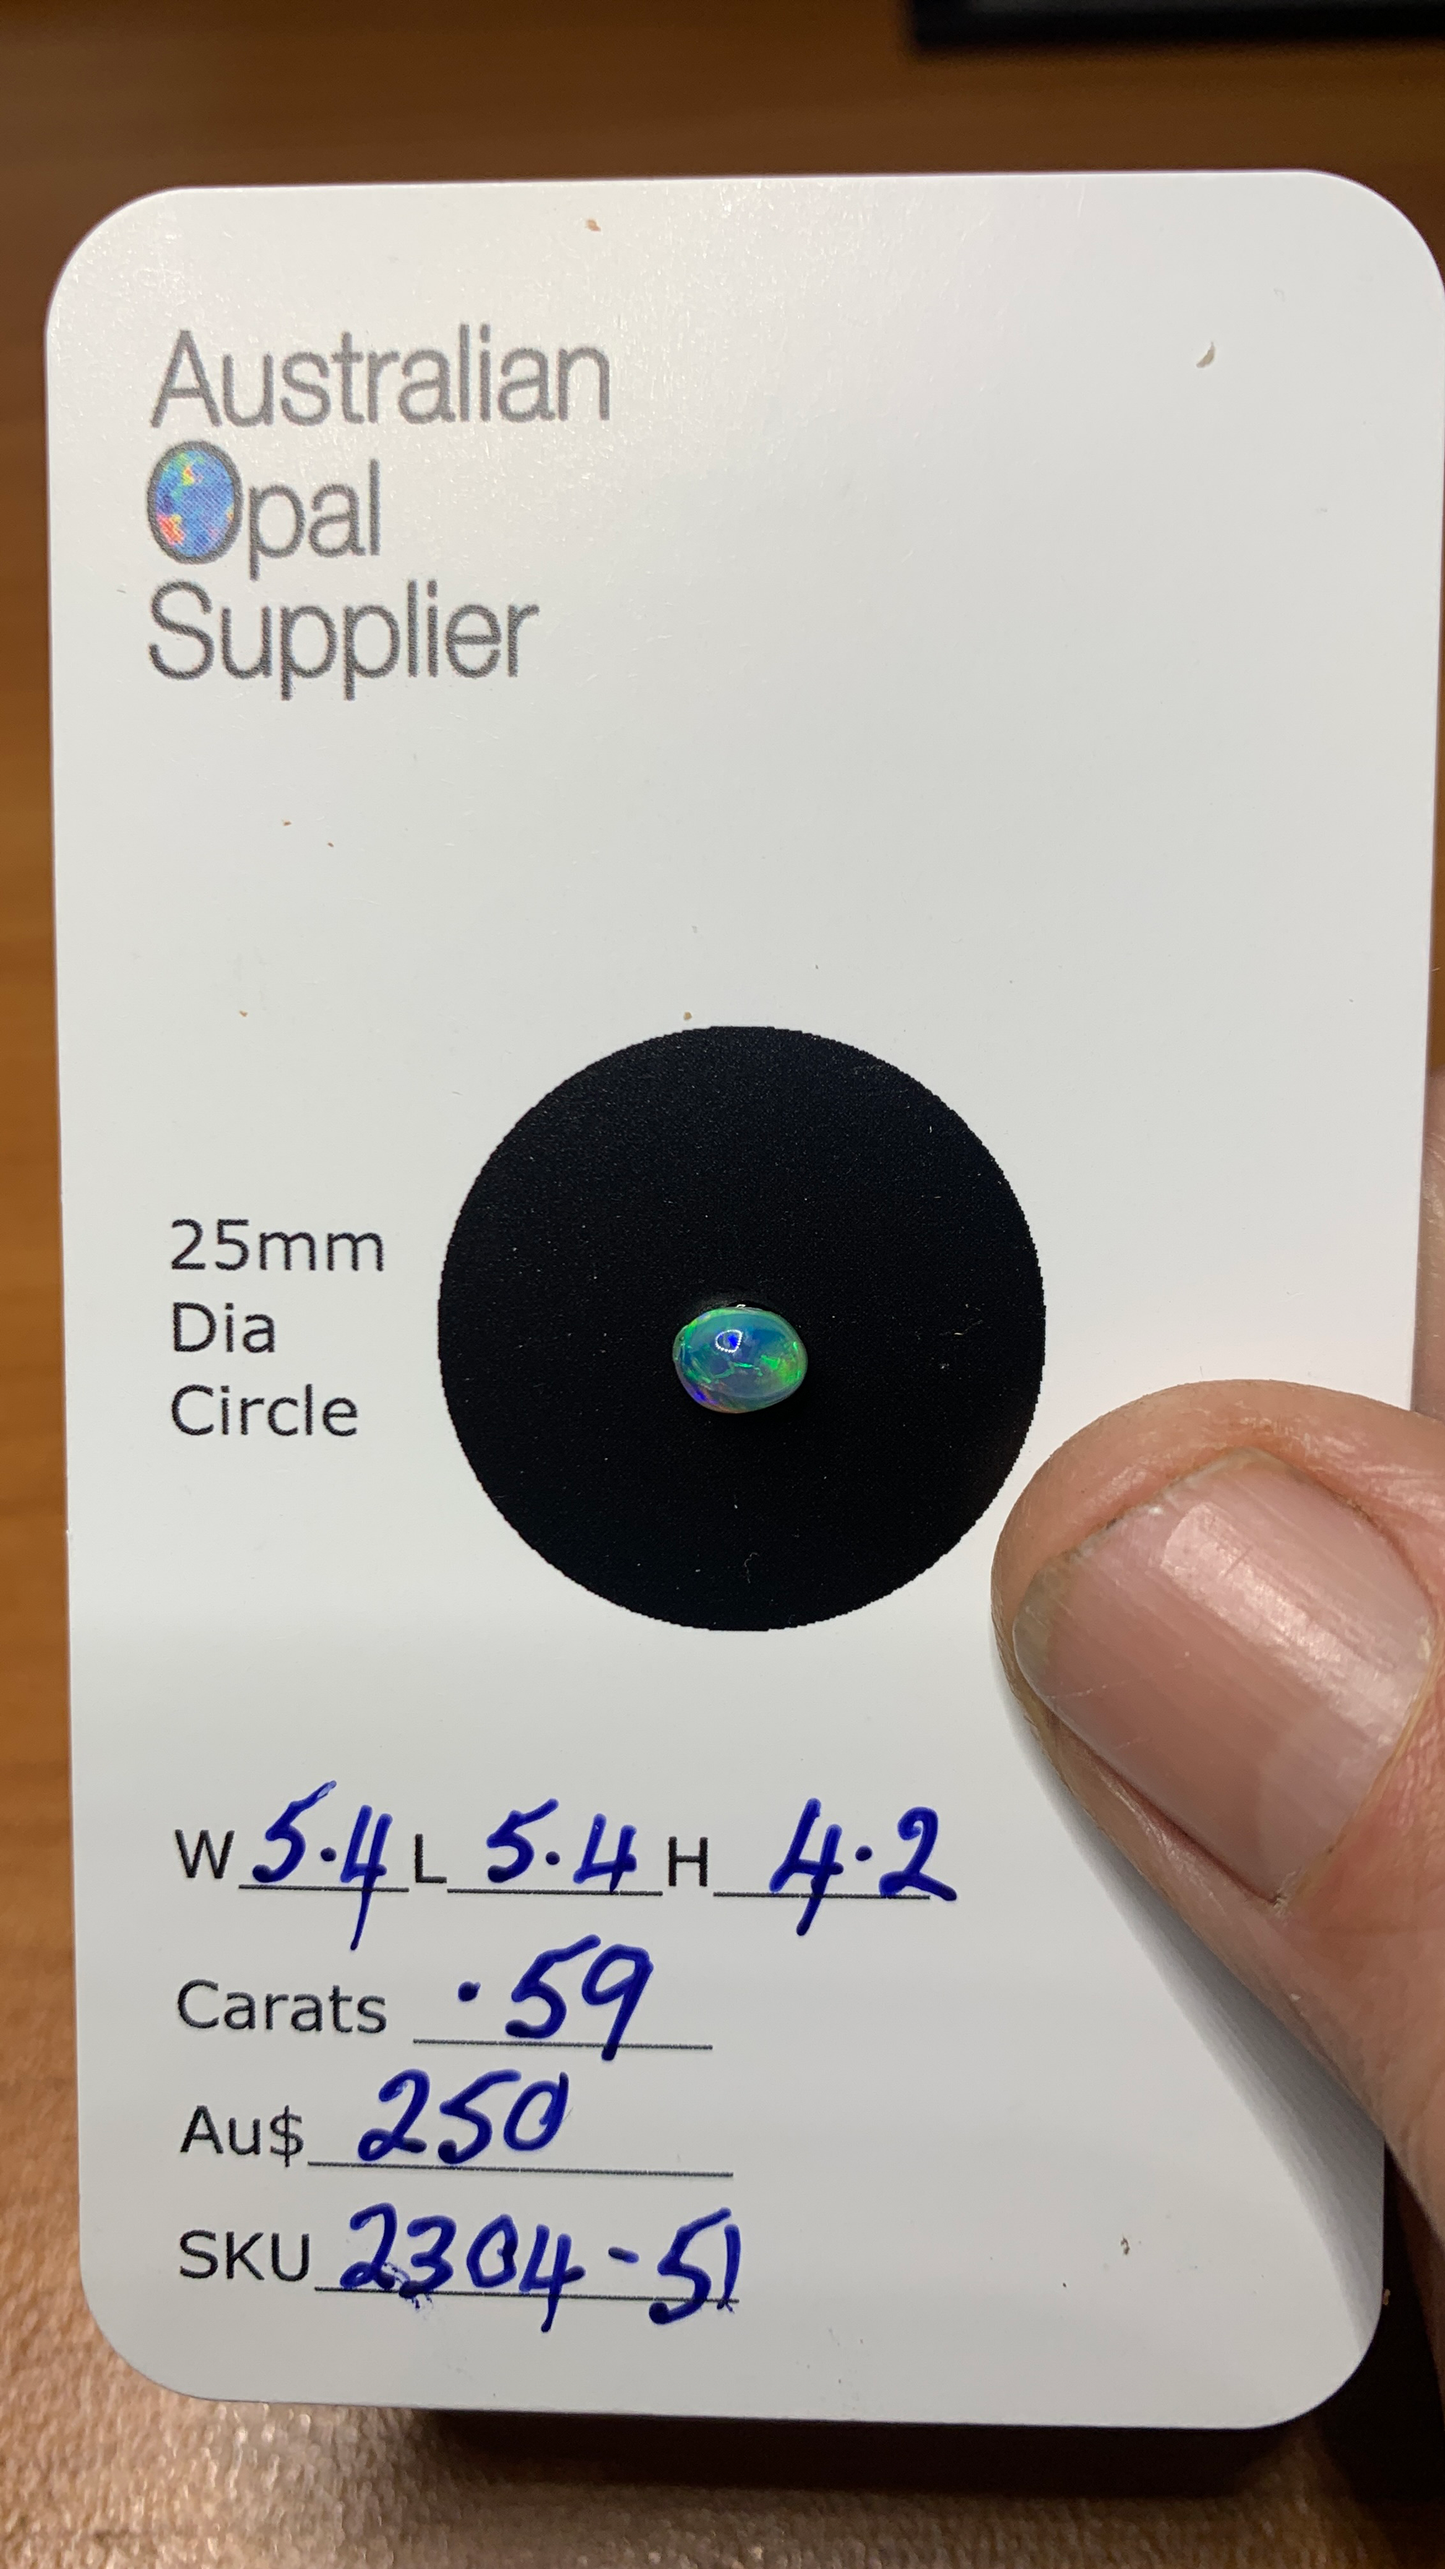 Australian
Opal
Supplier
25mm
Dia
Circle
W 5.4 L 5.4 H 4.2
Carats .59
Au$ 250
SKU 2304-51